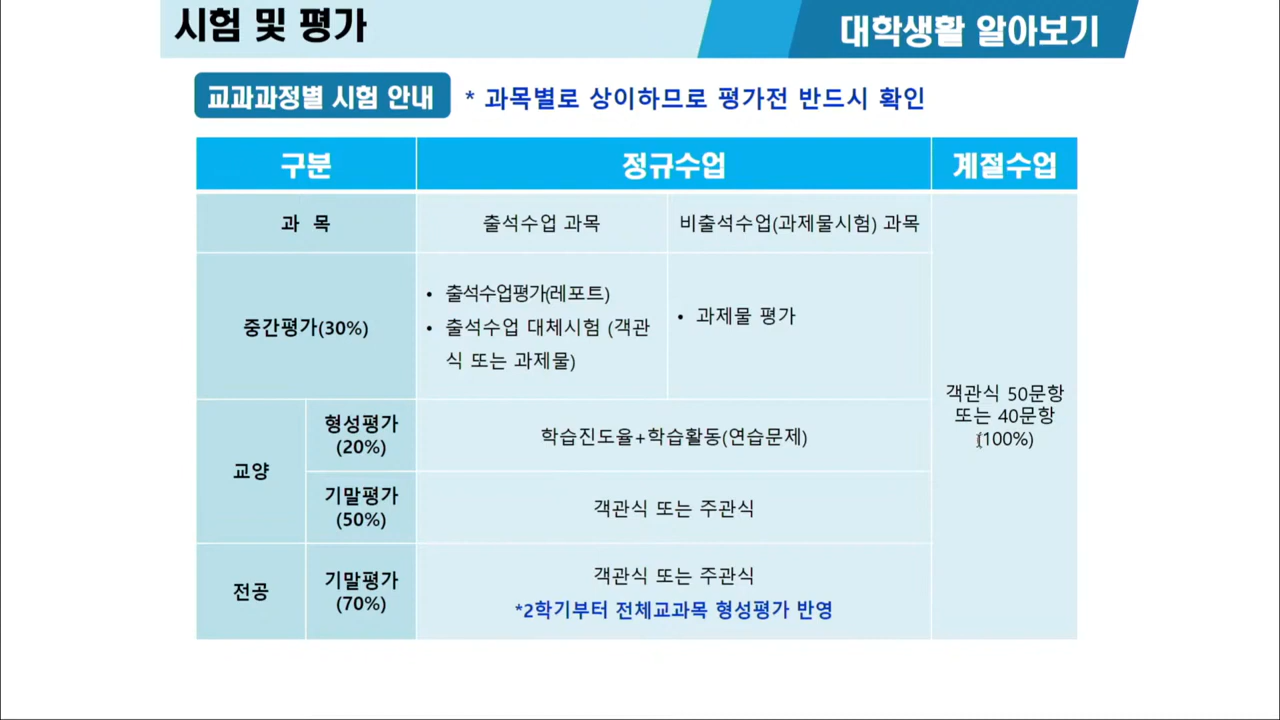 시험 및 평가
대학생활 알아보기
교과과정별 시험 안내
* 과목별로 상이하므로 평가전 반드시 확인
구분
정규수업
계절수업
과 목
출석수업 과목
비출석수업(과제물시험) 과목
중간평가(30%)
• 출석수업평가(레포트)
• 출석수업 대체시험 (객관
식 또는 과제물)
• 과제물 평가
객관식 50문항
또는 40문항
(100%)
교양
형성평가
(20%)
학습진도율+학습활동(연습문제)
기말평가
(50%)
객관식 또는 주관식
전공
기말평가
(70%)
객관식 또는 주관식
*2학기부터 전체교과목 형성평가 반영